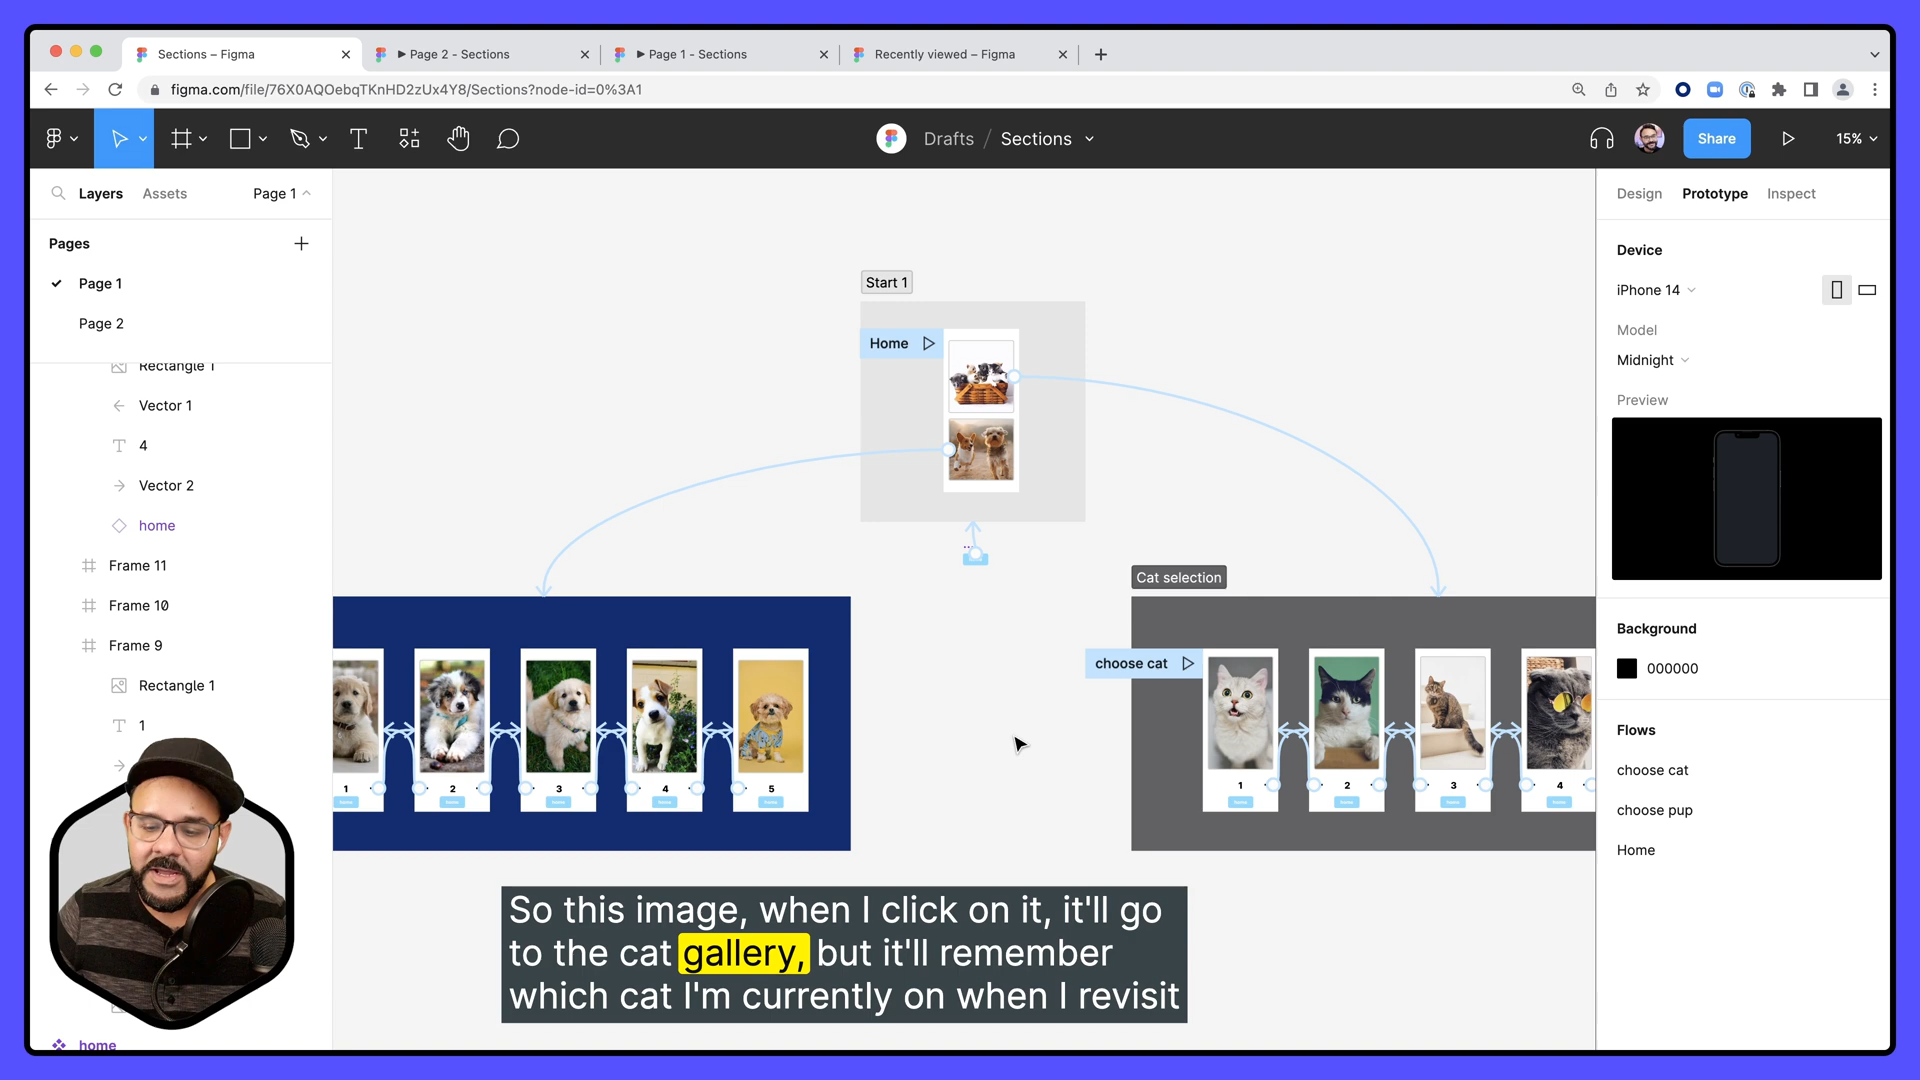 Sections – Figma
Page 2 - Sections
Page 1 - Sections
Recently viewed – Figma
figma.com/file/76X0AQOebqTKnHD2zUx4Y8/Sections?node-id=0%3A1
Drafts / Sections
Share
15%
Layers
Assets
Page 1
Pages
Page 1
Page 2
Rectangle 1
Vector 1
4
Vector 2
home
Frame 11
Frame 10
Frame 9
Rectangle 1
1
home
Start 1
Home
Cat selection
choose cat
1
2
3
4
5
1
2
3
4
So this image, when I click on it, it'll go
to the cat gallery, but it'll remember
which cat I'm currently on when I revisit
Design
Prototype
Inspect
Device
iPhone 14
Model
Midnight
Preview
Background
000000
Flows
choose cat
choose pup
Home